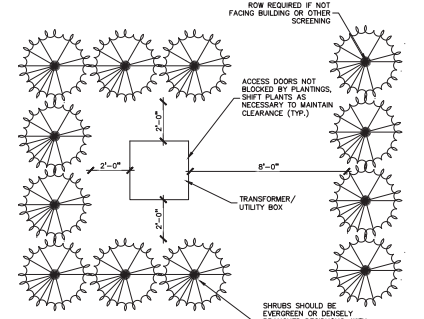 ROW REQUIRED IF NOT
FACING BUILDING OR OTHER
SCREENING
ACCESS DOORS NOT
BLOCKED BY PLANTINGS,
SHIFT PLANTS AS
NECESSARY TO MAINTAIN
CLEARANCE (TYP.)
2'-0"
2'-0"
8'-0"
2'-0"
TRANSFORMER/
UTILITY BOX
SHRUBS SHOULD BE
EVERGREEN OR DENSELY